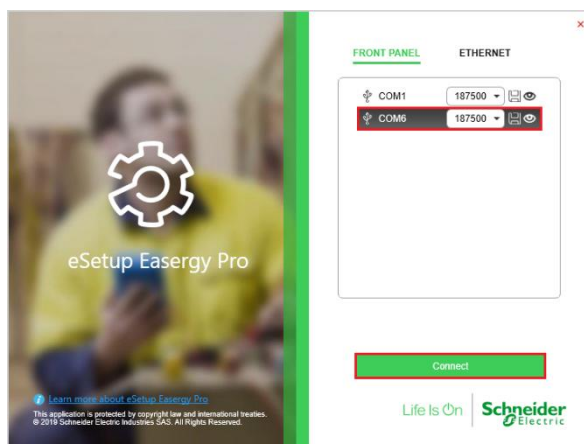 FRONT PANEL ETHERNET
COM1 187500
COM6 187500
eSetup Easergy Pro
Connect
Learn more about eSetup Easergy Pro
This application is protected by copyright law and international treaties.
© 2019 Schneider Electric Industries SAS. All Rights Reserved.
Life Is On Schneider
Electric